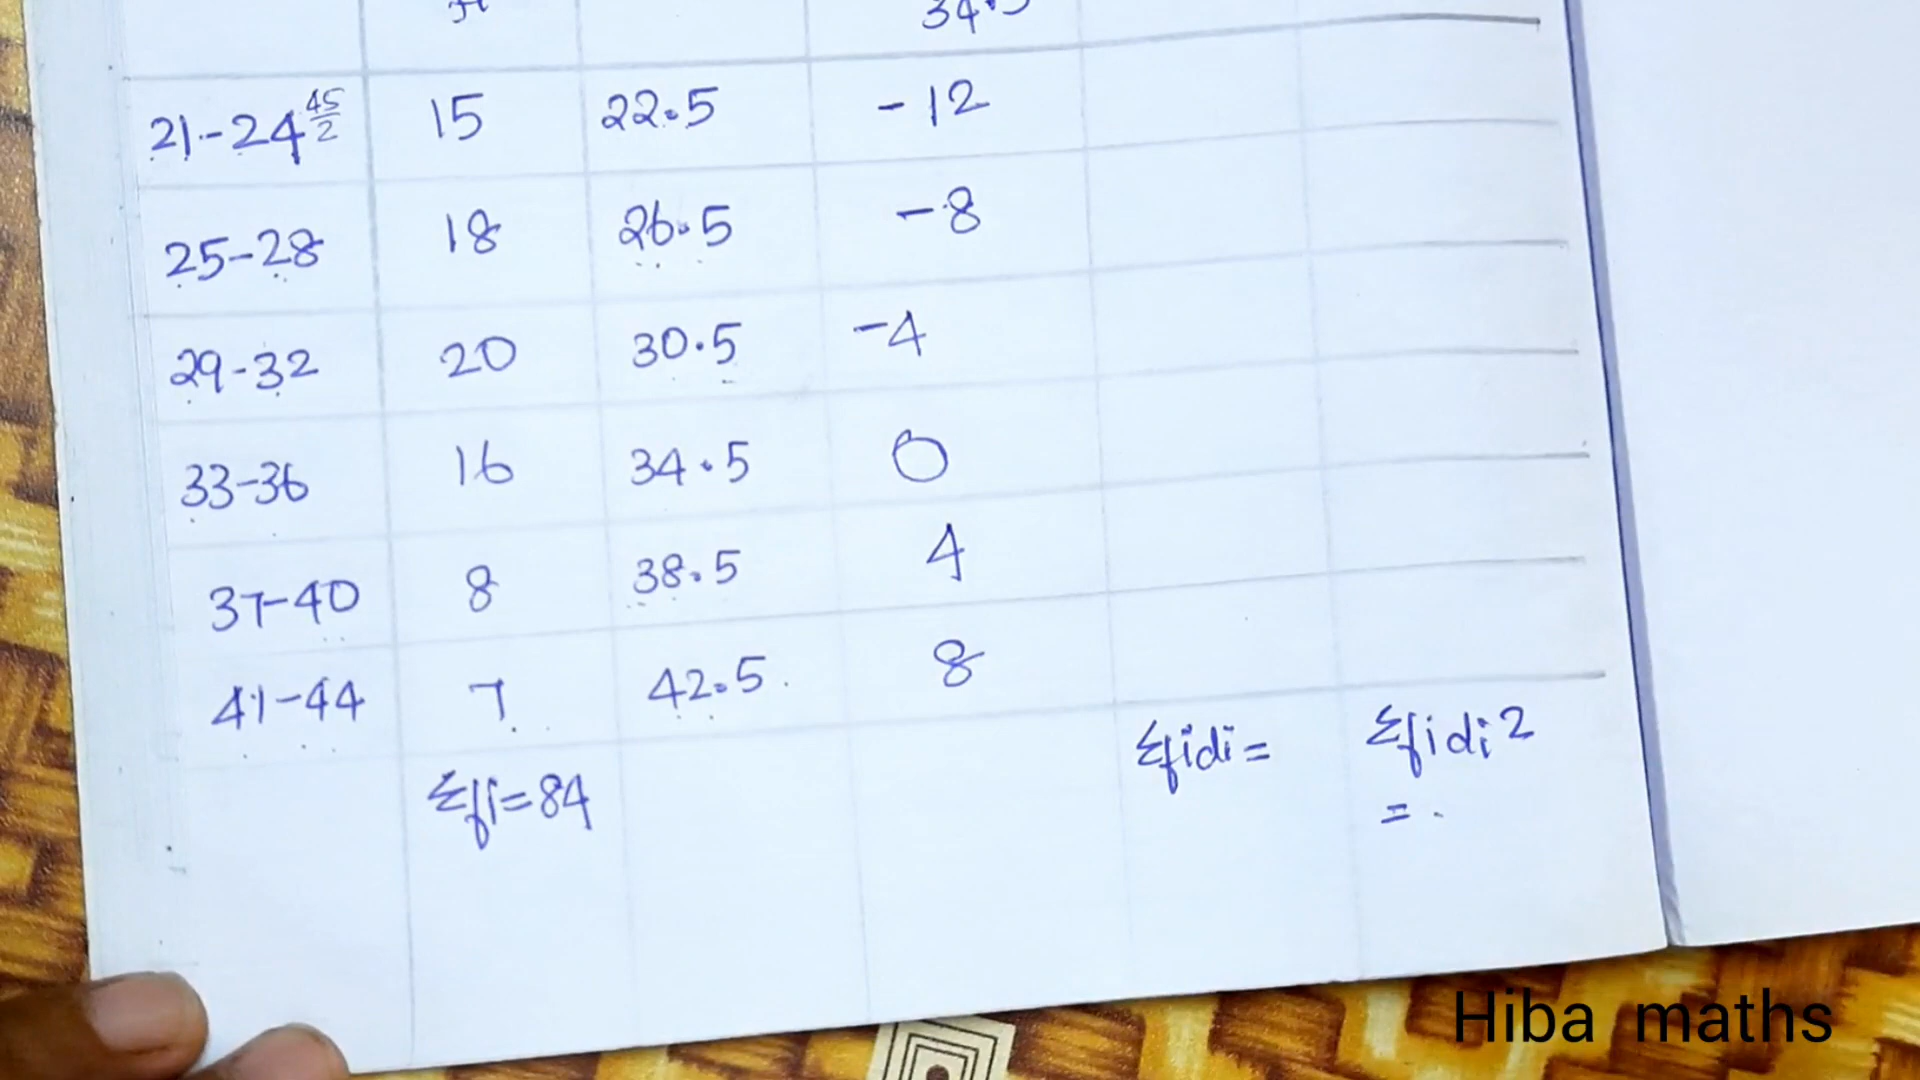 34.5
21-24 45/2 15 22.5 -12
25-28 18 26.5 -8
29-32 20 30.5 -4
33-36 16 34.5 0
37-40 8 38.5 4
41-44 7 42.5 8
Σfi=84 Σfidi= Σfidi²
=
Hiba maths